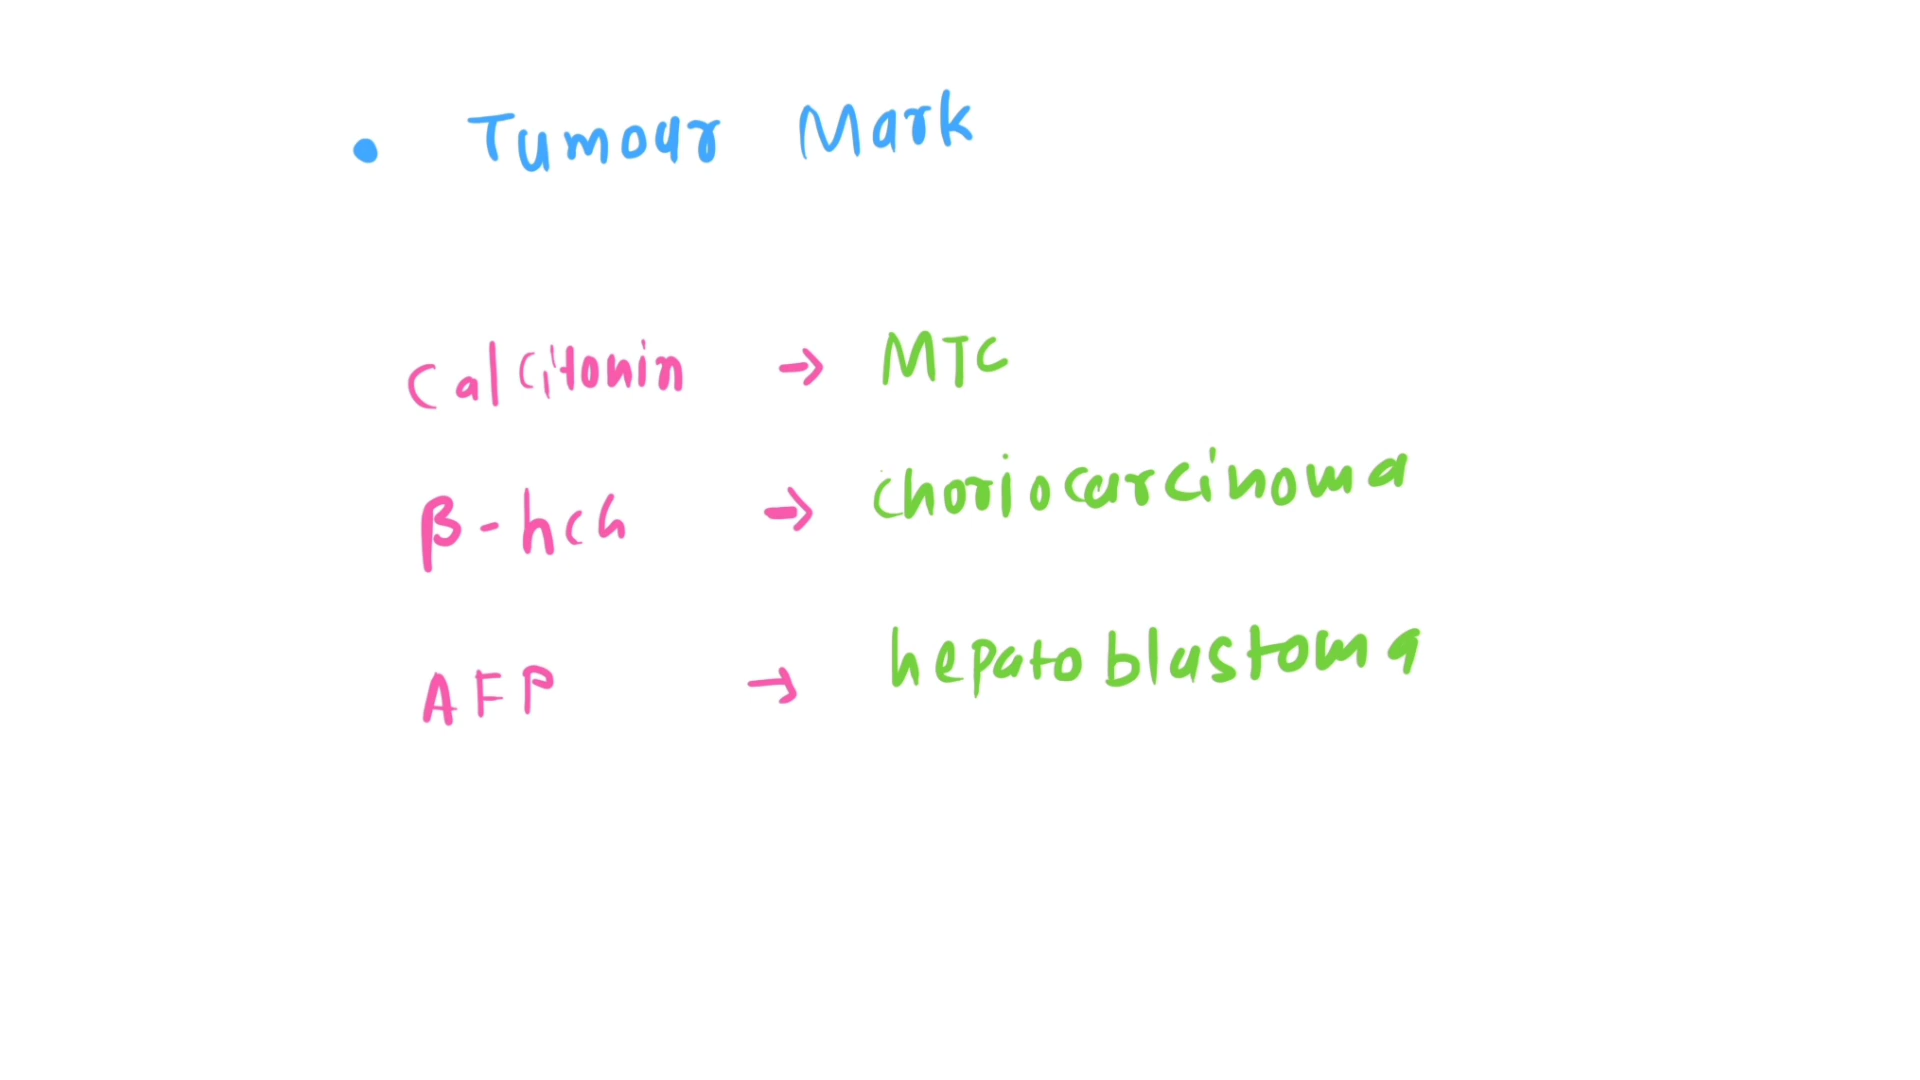 • Tumour Mark
Calcitonin → MTC
β-hCG → Choriocarcinoma
AFP → hepatoblastoma